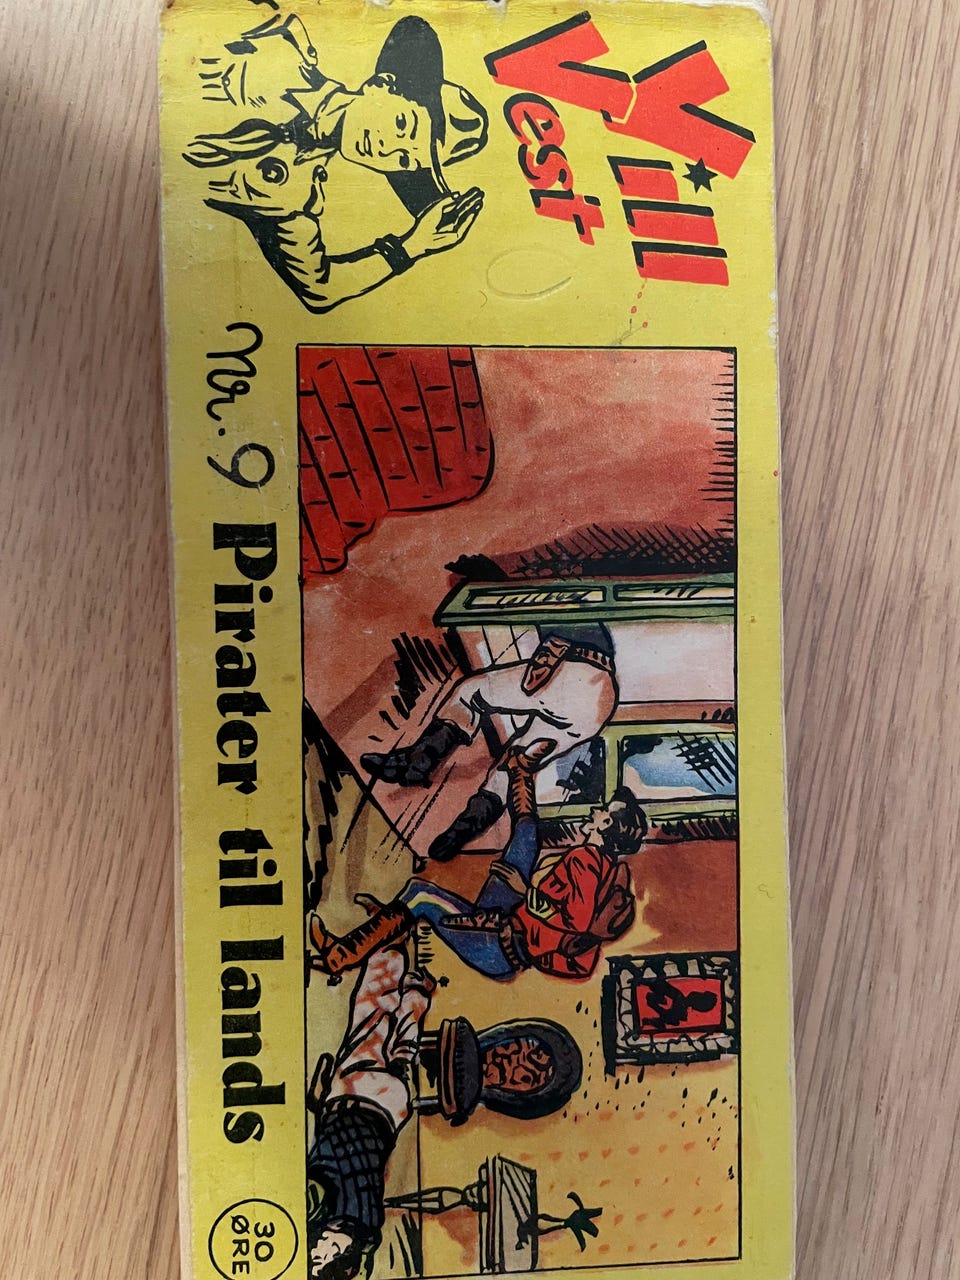 Vill
Vest
Nr. 9 Pirater til lands
30
ØRE